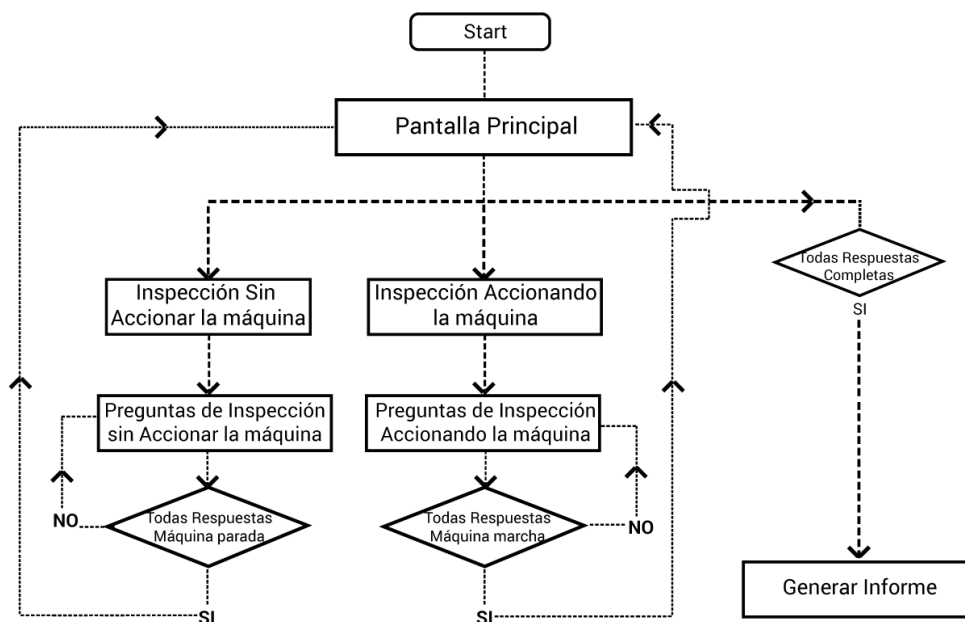 Start
Pantalla Principal
Todas Respuestas
Completas
Inspección Sin
Accionar la máquina
Inspección Accionando
la máquina
SI
Preguntas de Inspección
sin Accionar la máquina
Preguntas de Inspección
Accionando la máquina
NO
Todas Respuestas
Máquina parada
Todas Respuestas
Máquina marcha
NO
Generar Informe
SI
SI